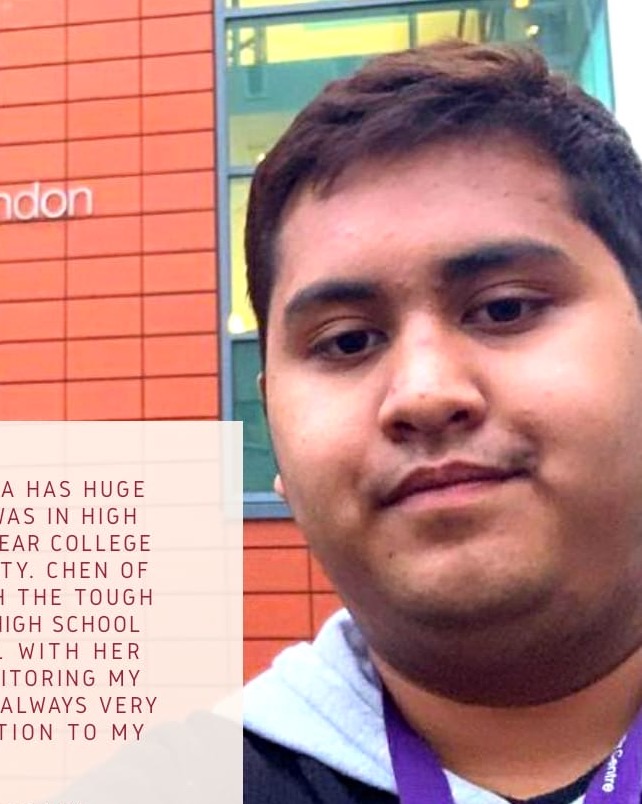 ndon
A HAS HUGE
WAS IN HIGH
EAR COLLEGE
TY. CHEN OF
H THE TOUGH
HIGH SCHOOL
L WITH HER
ITORING MY
ALWAYS VERY
TION TO MY
entre